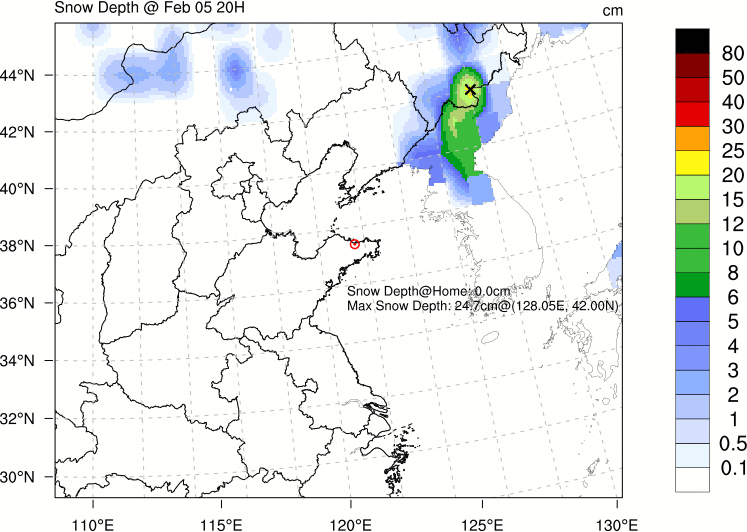 Snow Depth @ Feb 05 20H
cm
44°N
42°N
40°N
38°N
36°N
34°N
32°N
30°N
Snow Depth@Home: 0.0cm
Max Snow Depth: 24.7cm@(128.05E, 42.00N)
110°E
115°E
120°E
125°E
130°E
80
50
40
30
25
20
15
12
10
8
6
5
4
3
2
1
0.5
0.1